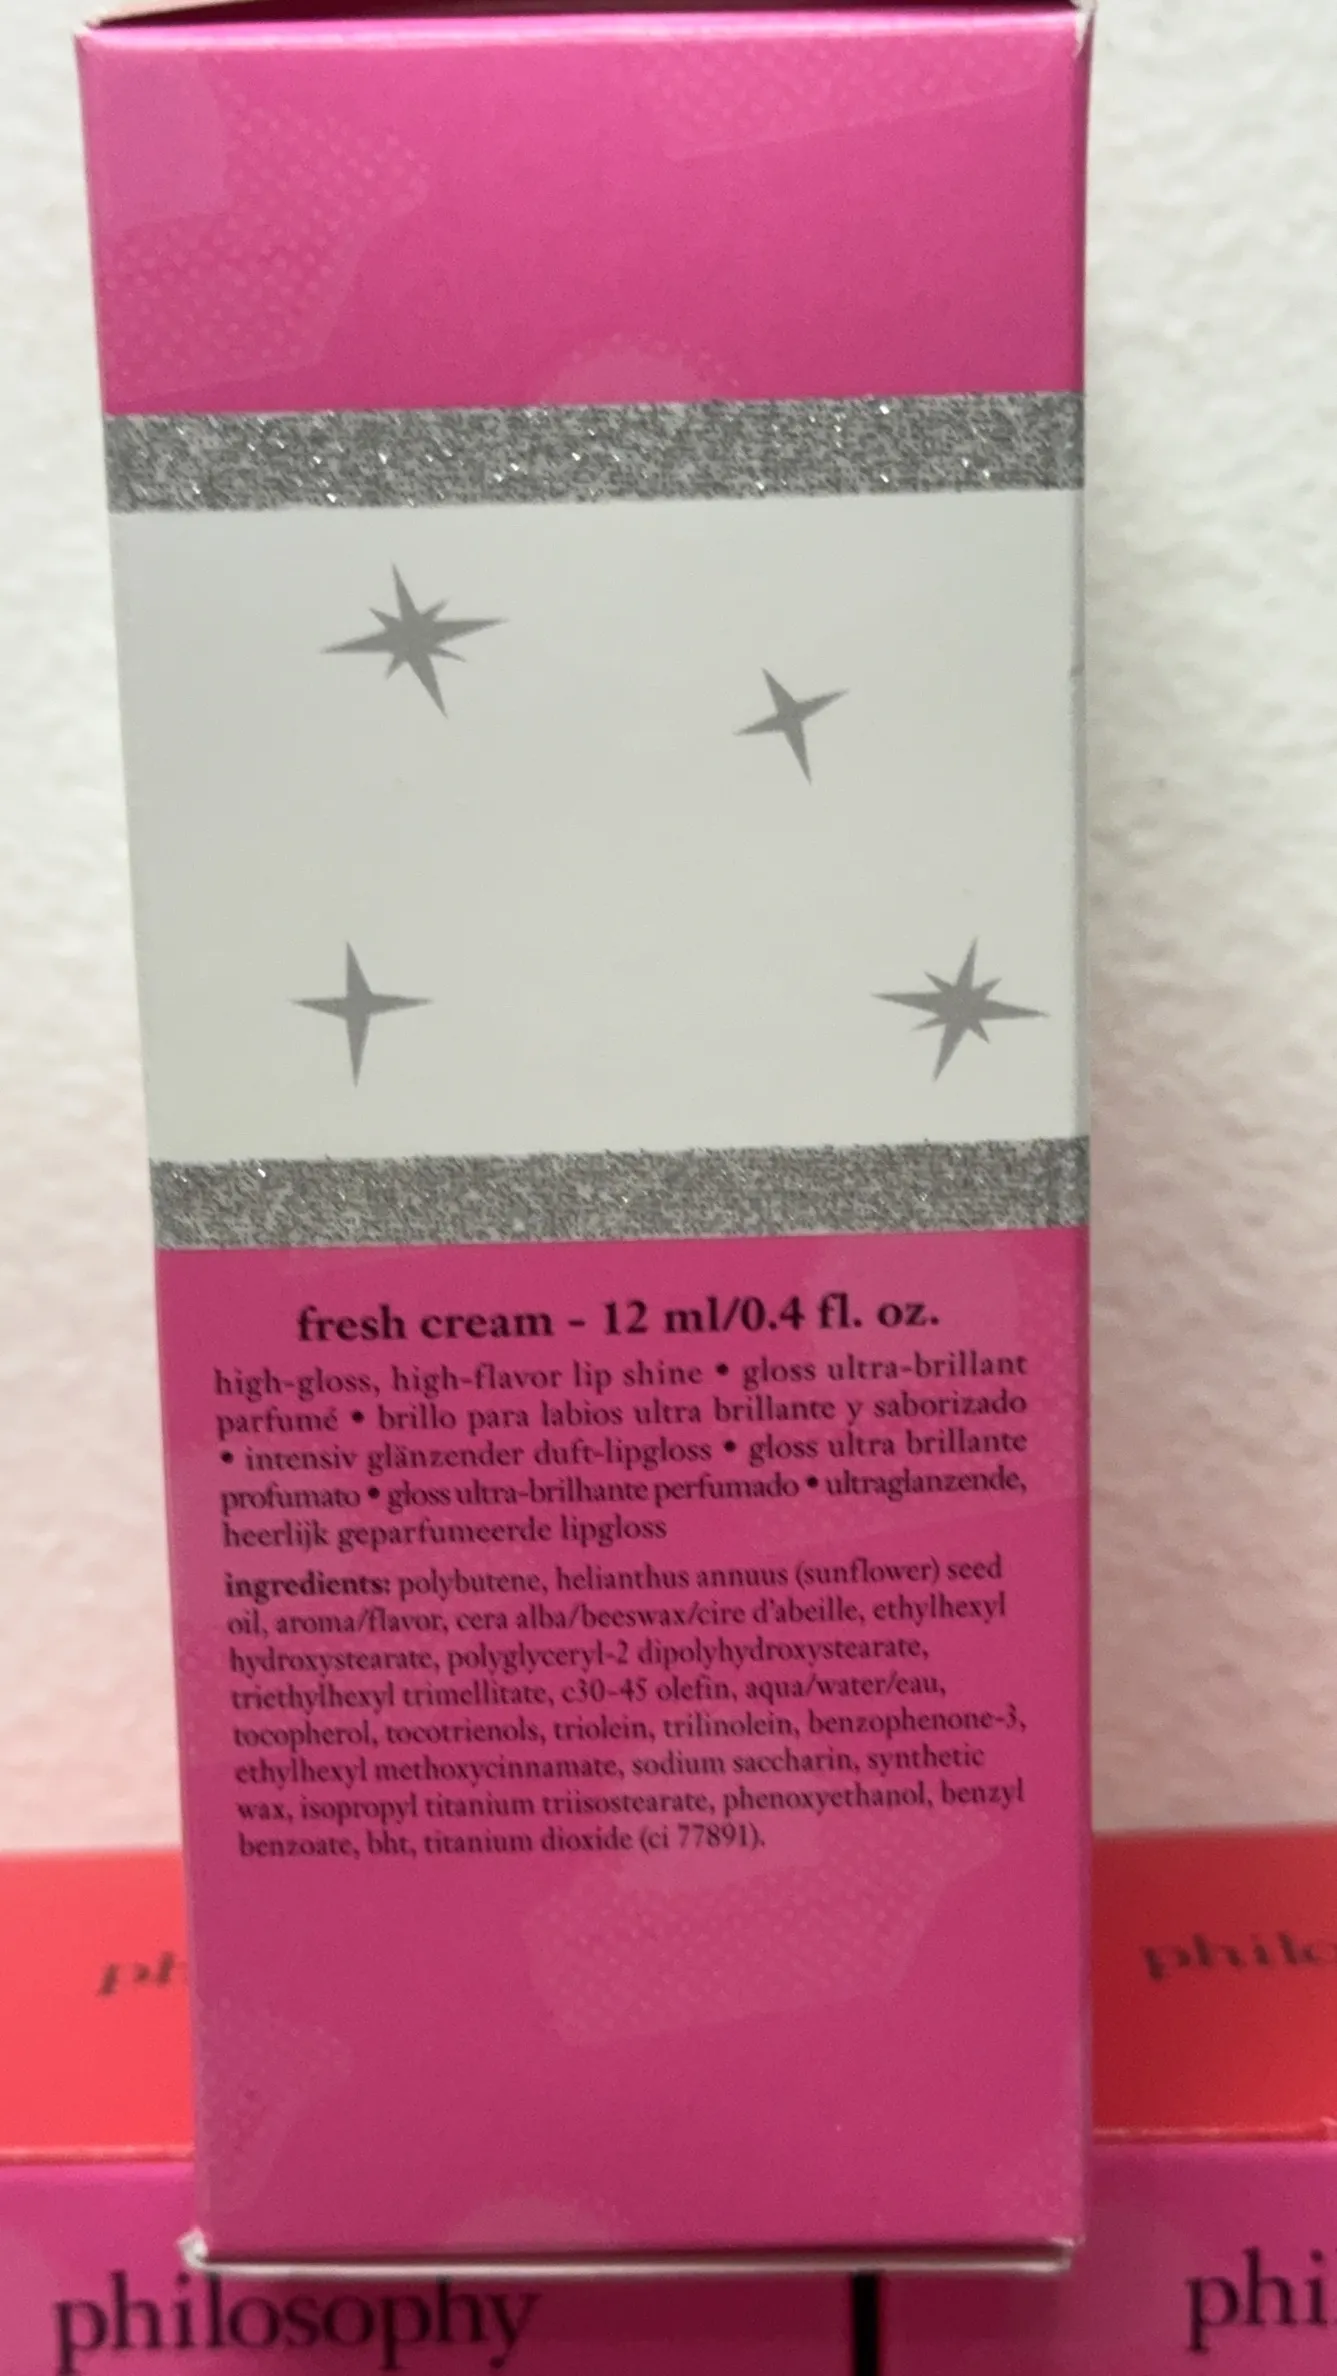 fresh cream - 12 ml/0.4 fl. oz.
high-gloss, high-flavor lip shine • gloss ultra-brillant
parfumé • brillo para labios ultra brillante y saborizado
• intensiv glänzender duft-lipgloss • gloss ultra brillante
profumato • gloss ultra-brilhante perfumado • ultraglanzende,
heerlijk geparfumeerde lipgloss
ingredients: polybutene, helianthus annuus (sunflower) seed
oil, aroma/flavor, cera alba/beeswax/cire d'abeille, ethylhexyl
hydroxystearate, polyglyceryl-2 dipolyhydroxystearate,
triethylhexyl trimellitate, c30-45 olefin, aqua/water/eau,
tocopherol, tocotrienols, triolein, trilinolein, benzophenone-3,
ethylhexyl methoxycinnamate, sodium saccharin, synthetic
wax, isopropyl titanium triisostearate, phenoxyethanol, benzyl
benzoate, bht, titanium dioxide (ci 77891).
philosophy